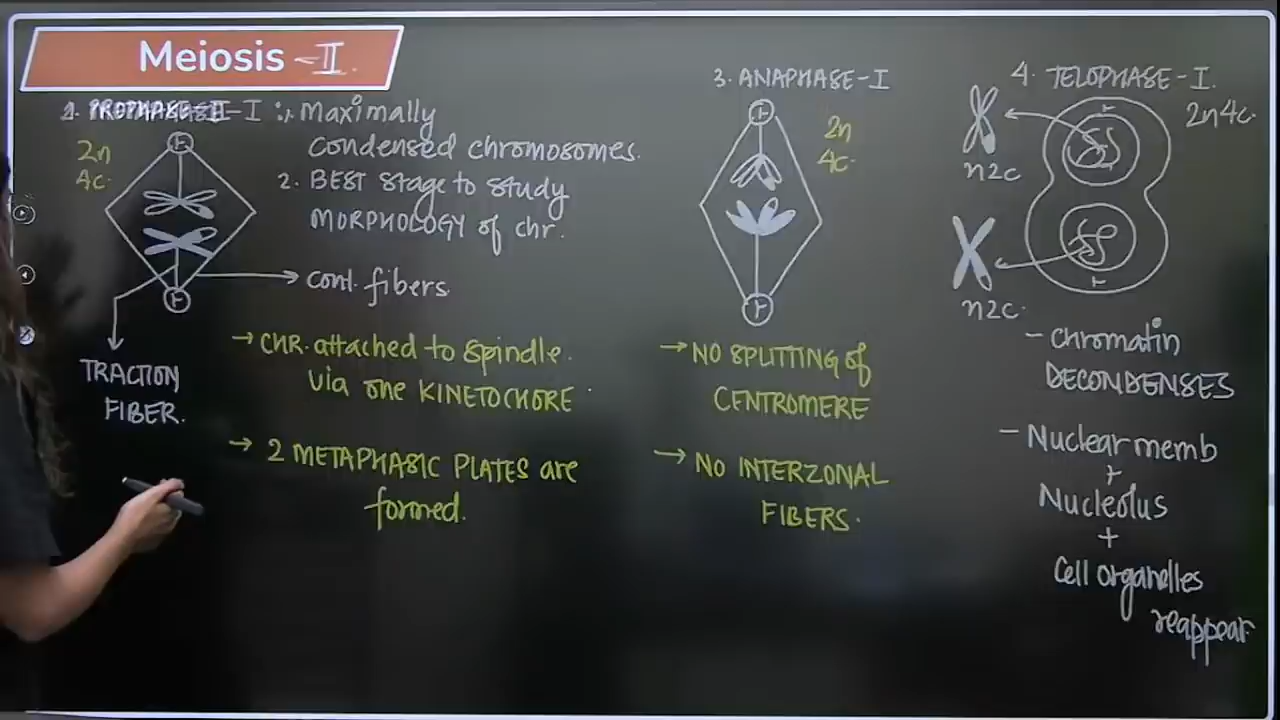 Meiosis -II.
-I :1. Maximally
condensed chromosomes.
2n
4c.
2. BEST stage to study
MORPHOLOGY of chr.
cont. fibers
TRACTION
FIBER.
→ CHR. attached to spindle.
via one KINETOCHORE
→ 2 METAPHASIC PLATES are
formed.
3. ANAPHASE-I
2n
4c.
→ NO SPLITTING of
CENTROMERE
→ NO INTERZONAL
FIBERS.
4. TELOPHASE-I.
2n4c.
n2c
n2c.
- Chromatin
DECONDENSES
- Nuclear memb
+
Nucleolus
+
Cell organelles
reappear.